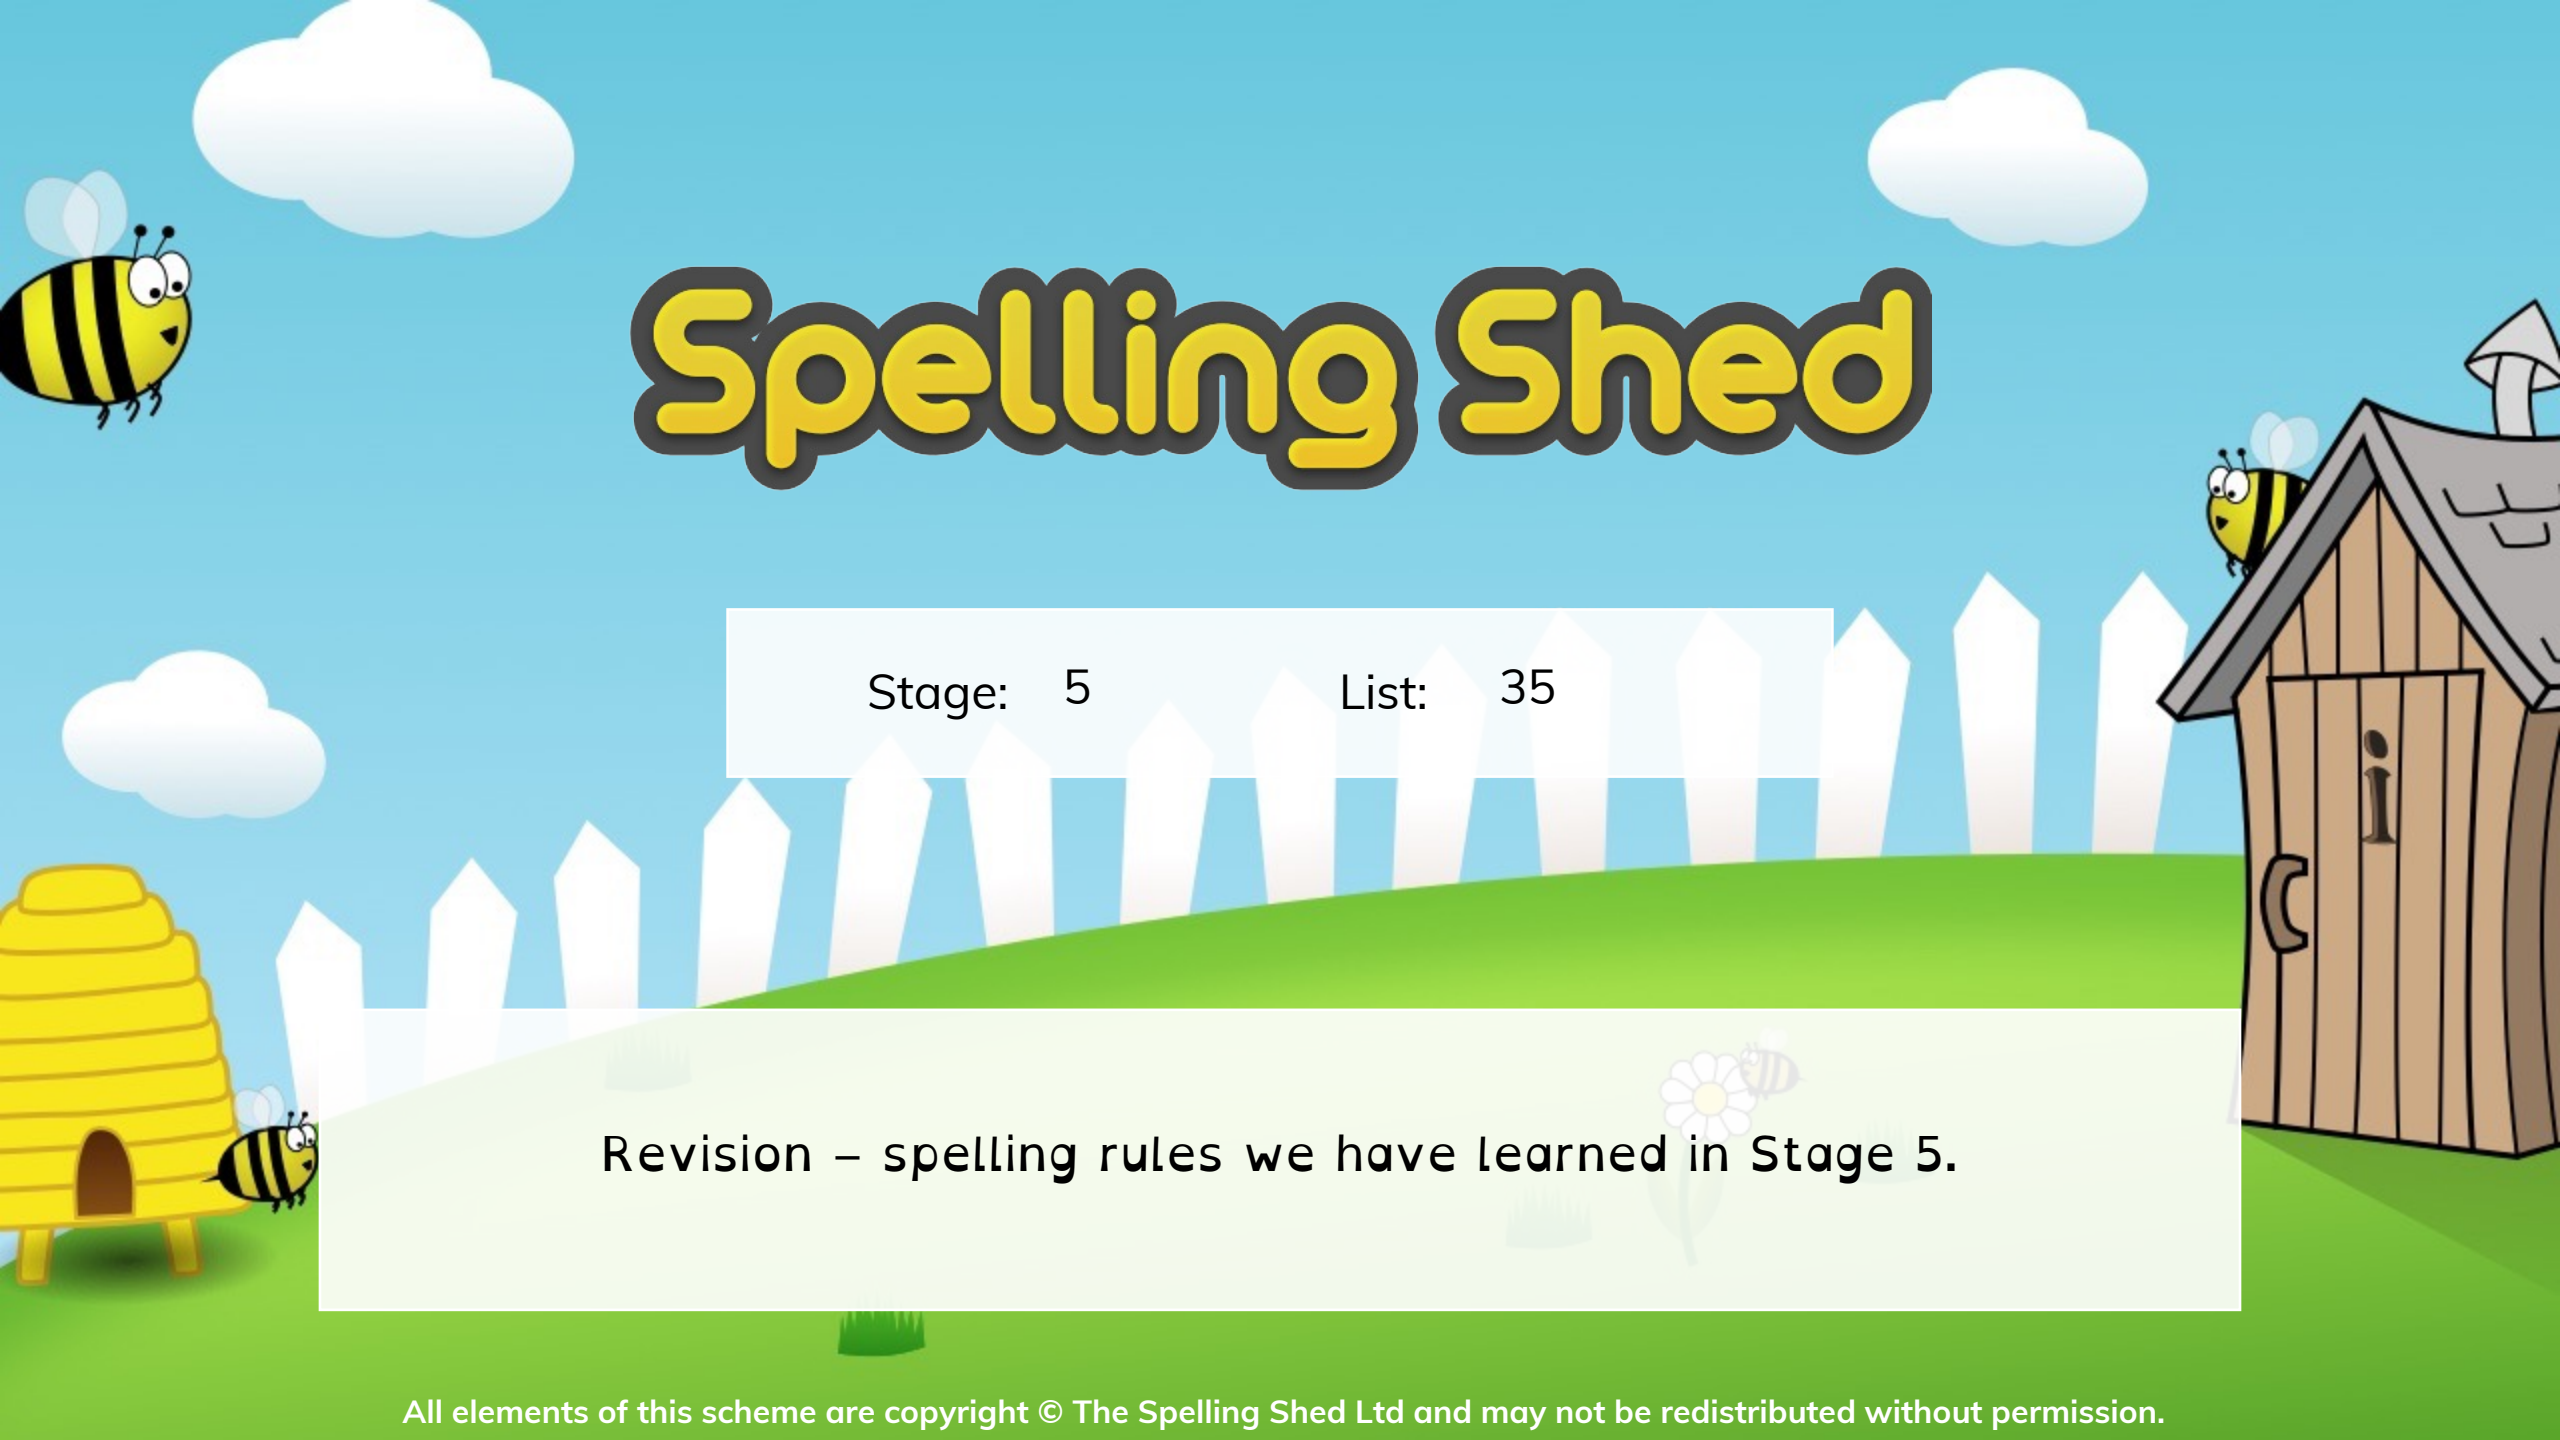 Spelling Shed
Stage: 5 List: 35
i
Revision – spelling rules we have learned in Stage 5.
All elements of this scheme are copyright © The Spelling Shed Ltd and may not be redistributed without permission.